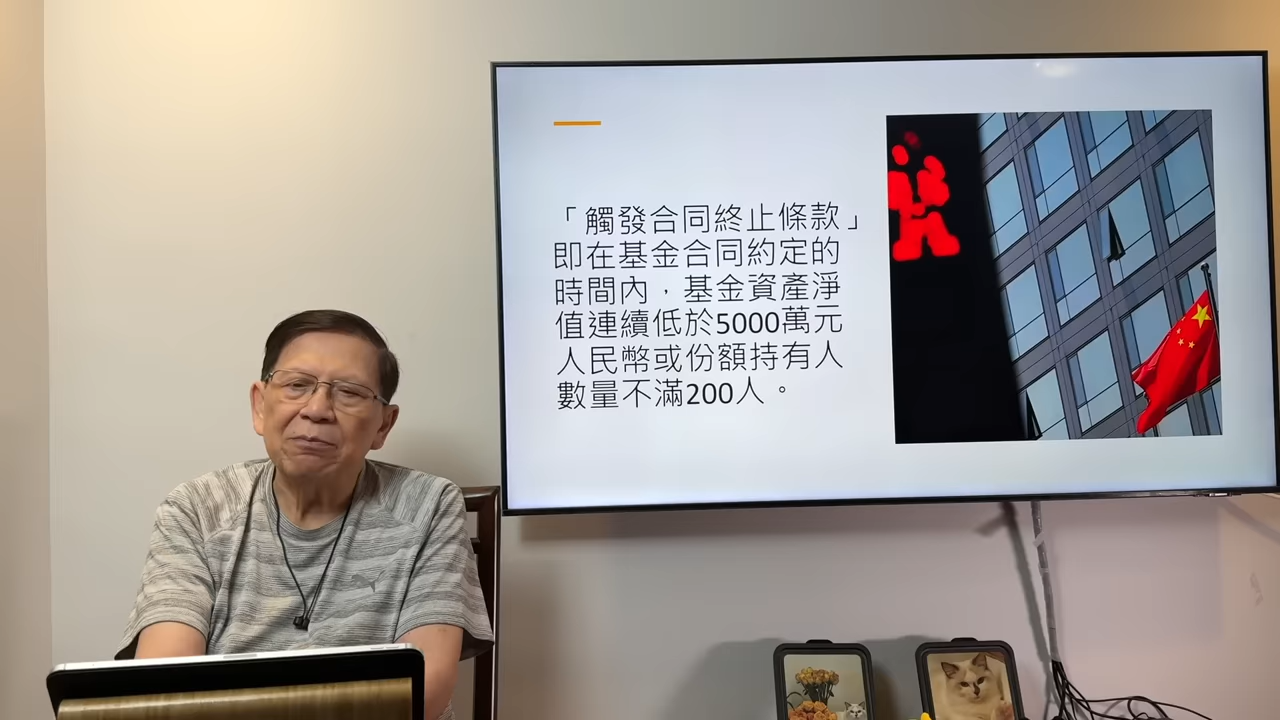 「觸發合同終止條款」
即在基金合同約定的
時間內，基金資產淨
值連續低於5000萬元
人民幣或份額持有人
數量不滿200人。